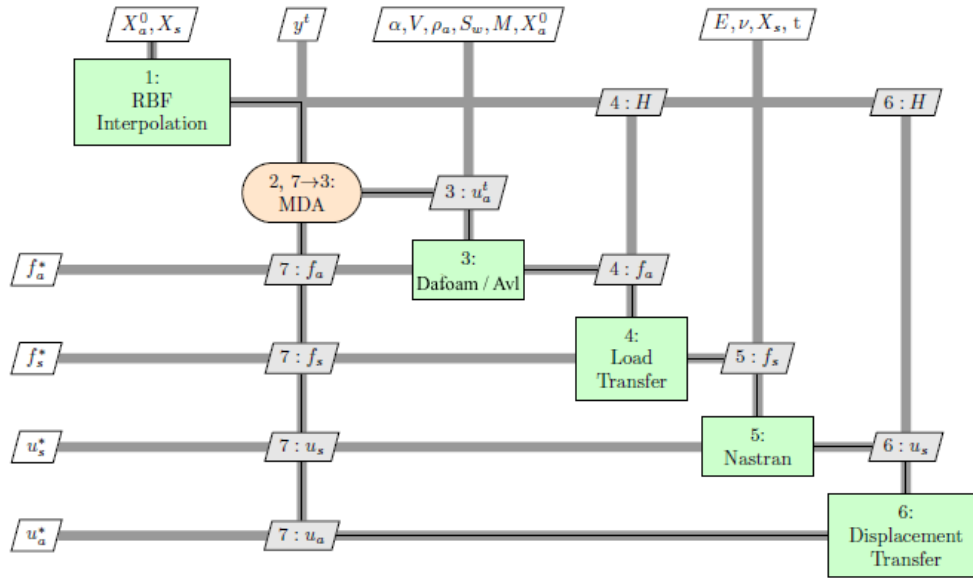 X_a^0, X_s
y^t
α, V, ρ_a, S_w, M, X_a^0
E, ν, X_s, t
1:
RBF
Interpolation
4 : H
6 : H
2, 7→3:
MDA
3 : u_a^t
f_a^*
7 : f_a
3:
Dafoam / Avl
4 : f_a
f_s^*
7 : f_s
4:
Load
Transfer
5 : f_s
u_s^*
7 : u_s
5:
Nastran
6 : u_s
u_a^*
7 : u_a
6:
Displacement
Transfer